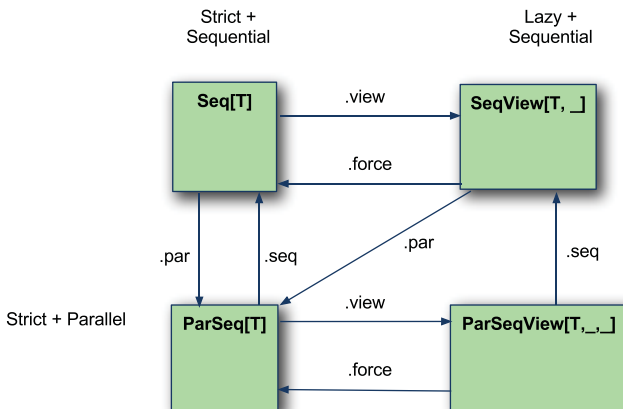 Strict +
Sequential
Lazy +
Sequential
Seq[T]
.view
SeqView[T, _]
.force
.par
.seq
.par
.seq
Strict + Parallel
ParSeq[T]
.view
ParSeqView[T,_,_]
.force